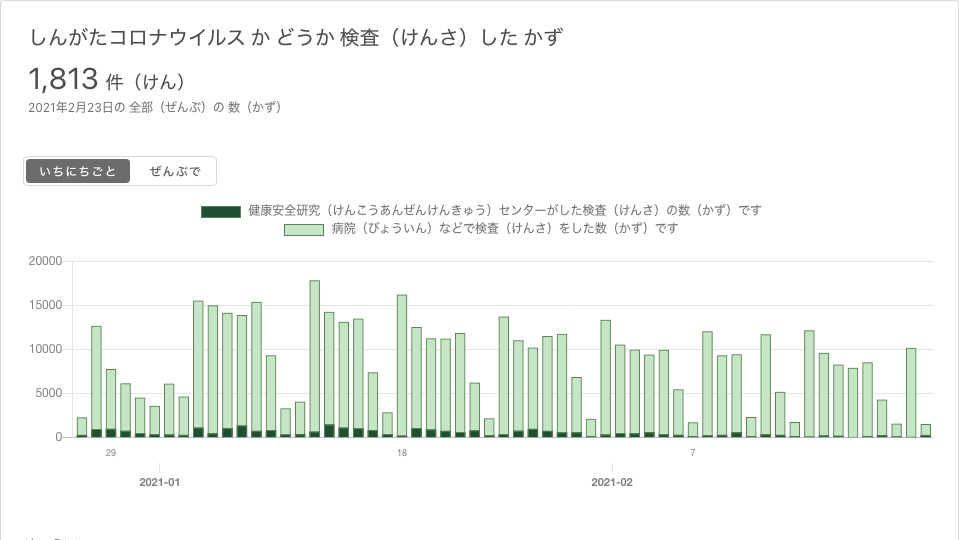 しんがたコロナウイルス か どうか 検査（けんさ）した かず
1,813 件（けん）
2021年2月23日の 全部（ぜんぶ）の 数（かず）
いちにちごと ぜんぶで
健康安全研究（けんこうあんぜんけんきゅう）センターがした検査（けんさ）の数（かず）です
病院（びょういん）などで検査（けんさ）をした数（かず）です
20000
15000
10000
5000
0
29 18 7
2021-01 2021-02